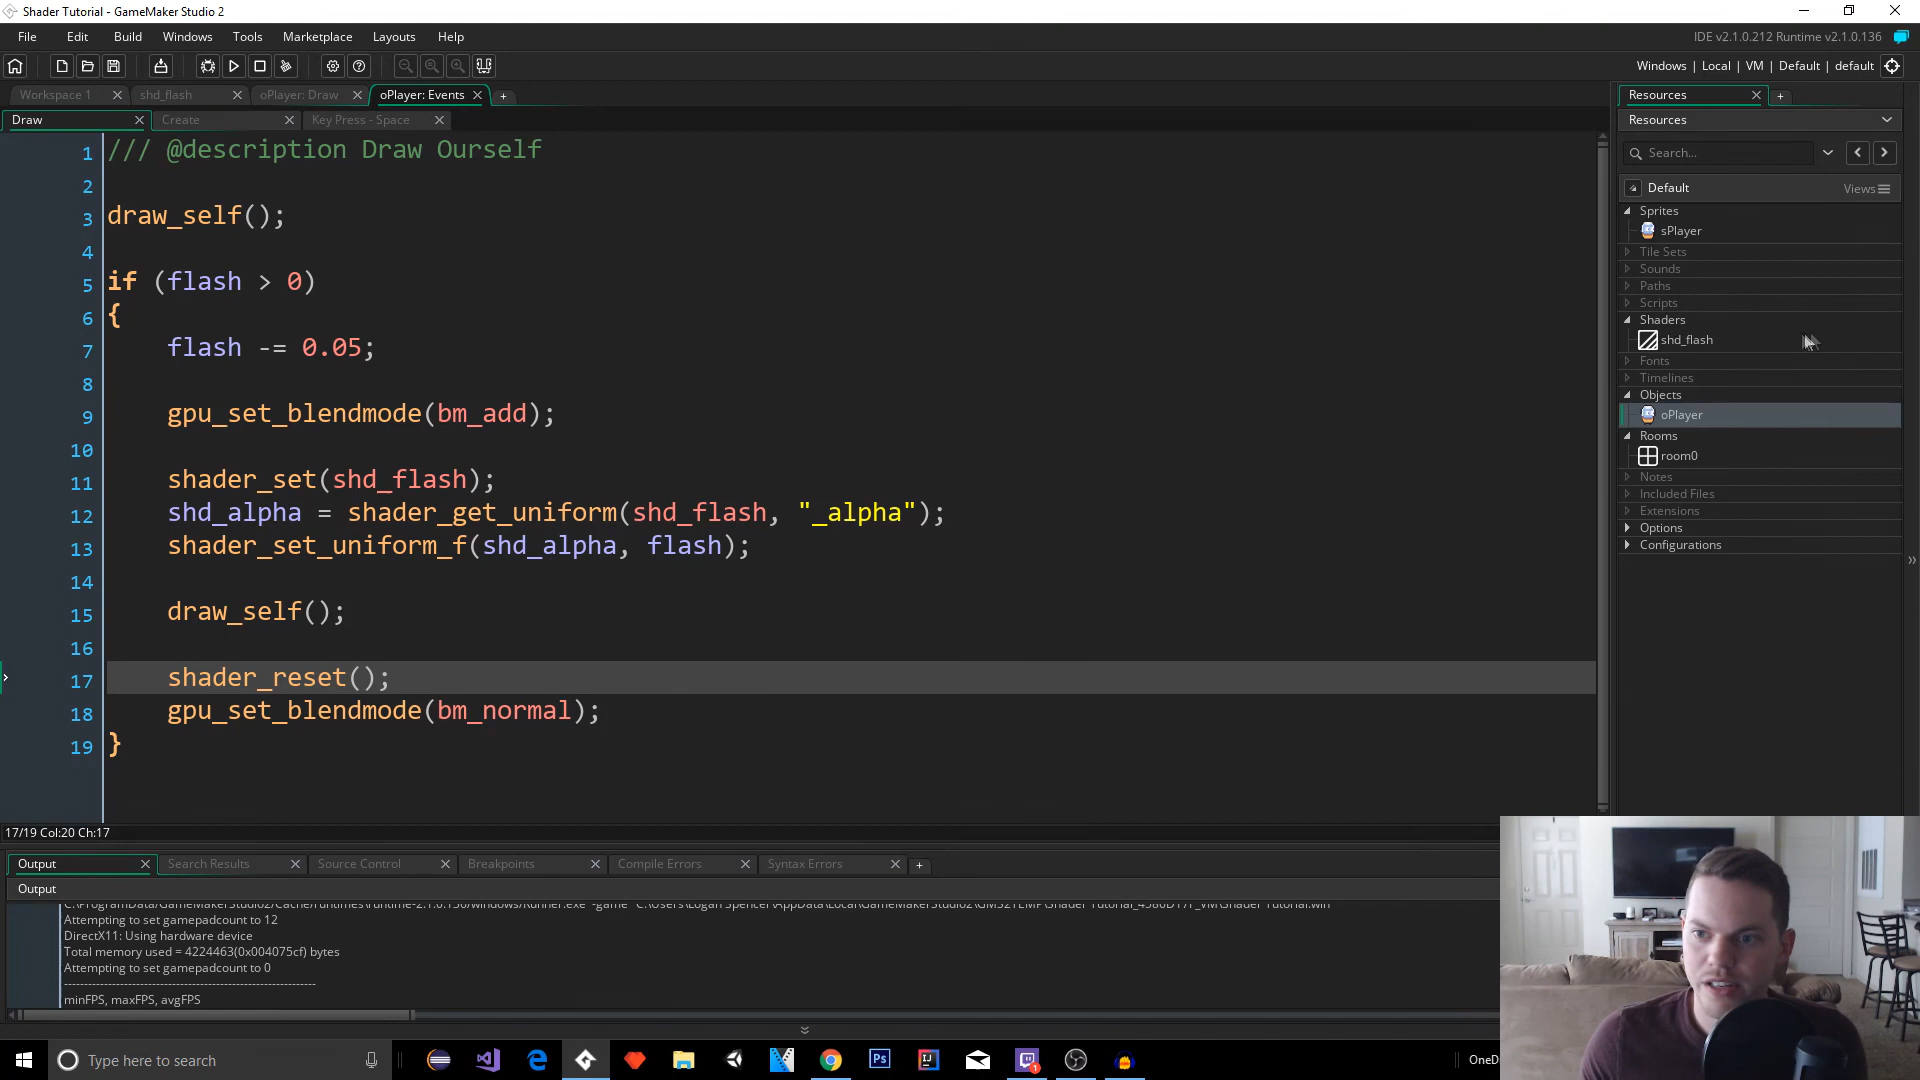 Shader Tutorial - GameMaker Studio 2
File Edit Build Windows Tools Marketplace Layouts Help
IDE v2.1.0.212 Runtime v2.1.0.136
Windows | Local | VM | Default | default
Workspace 1
shd_flash
oPlayer: Draw
oPlayer: Events
Draw
Create
Key Press - Space
1 /// @description Draw Ourself
2
3 draw_self();
4
5 if (flash > 0)
6 {
7 flash -= 0.05;
8
9 gpu_set_blendmode(bm_add);
10
11 shader_set(shd_flash);
12 shd_alpha = shader_get_uniform(shd_flash, "_alpha");
13 shader_set_uniform_f(shd_alpha, flash);
14
15 draw_self();
16
17 shader_reset();
18 gpu_set_blendmode(bm_normal);
19 }
17/19 Col:20 Ch:17
Resources
Resources
Search...
Default Views
Sprites
sPlayer
Tile Sets
Sounds
Paths
Scripts
Shaders
shd_flash
Fonts
Timelines
Objects
oPlayer
Rooms
room0
Notes
Included Files
Extensions
Options
Configurations
Output Search Results Source Control Breakpoints Compile Errors Syntax Errors
Output
Attempting to set gamepadcount to 12
DirectX11: Using hardware device
Total memory used = 4224463(0x004075cf) bytes
Attempting to set gamepadcount to 0
minFPS, maxFPS, avgFPS
Type here to search
OneD